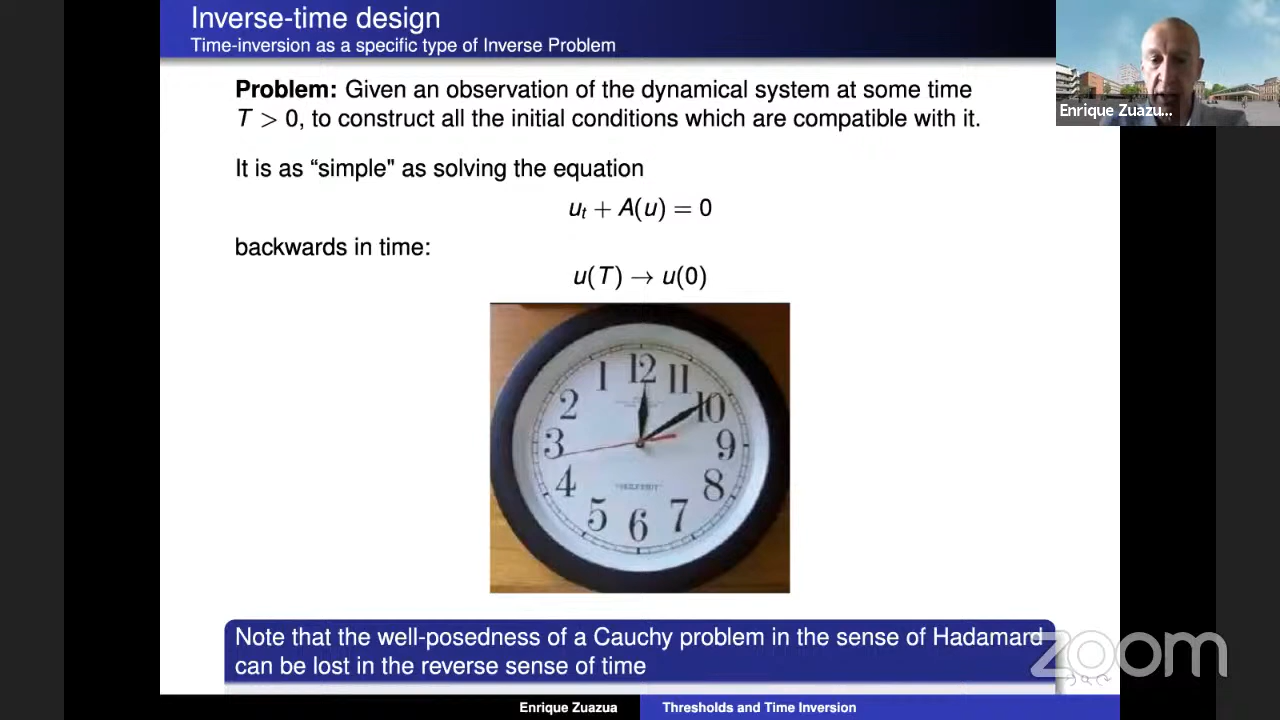 Inverse-time design
Time-inversion as a specific type of Inverse Problem
Enrique Zuazu...
Problem: Given an observation of the dynamical system at some time
T > 0, to construct all the initial conditions which are compatible with it.
It is as “simple" as solving the equation
uₜ + A(u) = 0
backwards in time:
u(T) → u(0)
12
1 11
2 10
3 9
4 8
5 7
6
Note that the well-posedness of a Cauchy problem in the sense of Hadamard
can be lost in the reverse sense of time
zoom
Enrique Zuazua Thresholds and Time Inversion